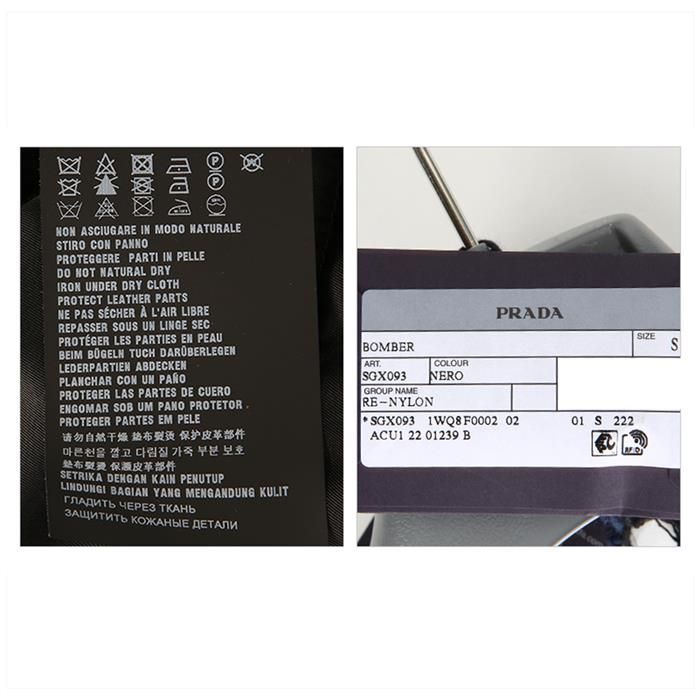 P
P
W
P
NON ASCIUGARE IN MODO NATURALE
STIRO CON PANNO
PROTEGGERE PARTI IN PELLE
DO NOT NATURAL DRY
IRON UNDER DRY CLOTH
PROTECT LEATHER PARTS
NE PAS SÉCHER À L'AIR LIBRE
REPASSER SOUS UN LINGE SEC
PROTÉGER LES PARTIES EN PEAU
BEIM BÜGELN TUCH DARÜBERLEGEN
LEDERPARTIEN ABDECKEN
PLANCHAR CON UN PAÑO
PROTEGER LAS PARTES DE CUERO
ENGOMAR SOB UM PANO PROTETOR
PROTEGER PARTES EM PELE
请勿自然干燥 垫布熨烫 保护皮革部件
마른천을 깔고 다림질 가죽 부분 보호
墊布熨燙 保護皮革部件
SETRIKA DENGAN KAIN PENUTUP
LINDUNGI BAGIAN YANG MENGANDUNG KULIT
ГЛАДИТЬ ЧЕРЕЗ ТКАНЬ
ЗАЩИТИТЬ КОЖАНЫЕ ДЕТАЛИ
PRADA
BOMBER SIZE S
ART. COLOUR
SGX093 NERO
GROUP NAME
RE-NYLON
*SGX093 1WQ8F0002 02 01 S 222
ACU1 22 01239 B